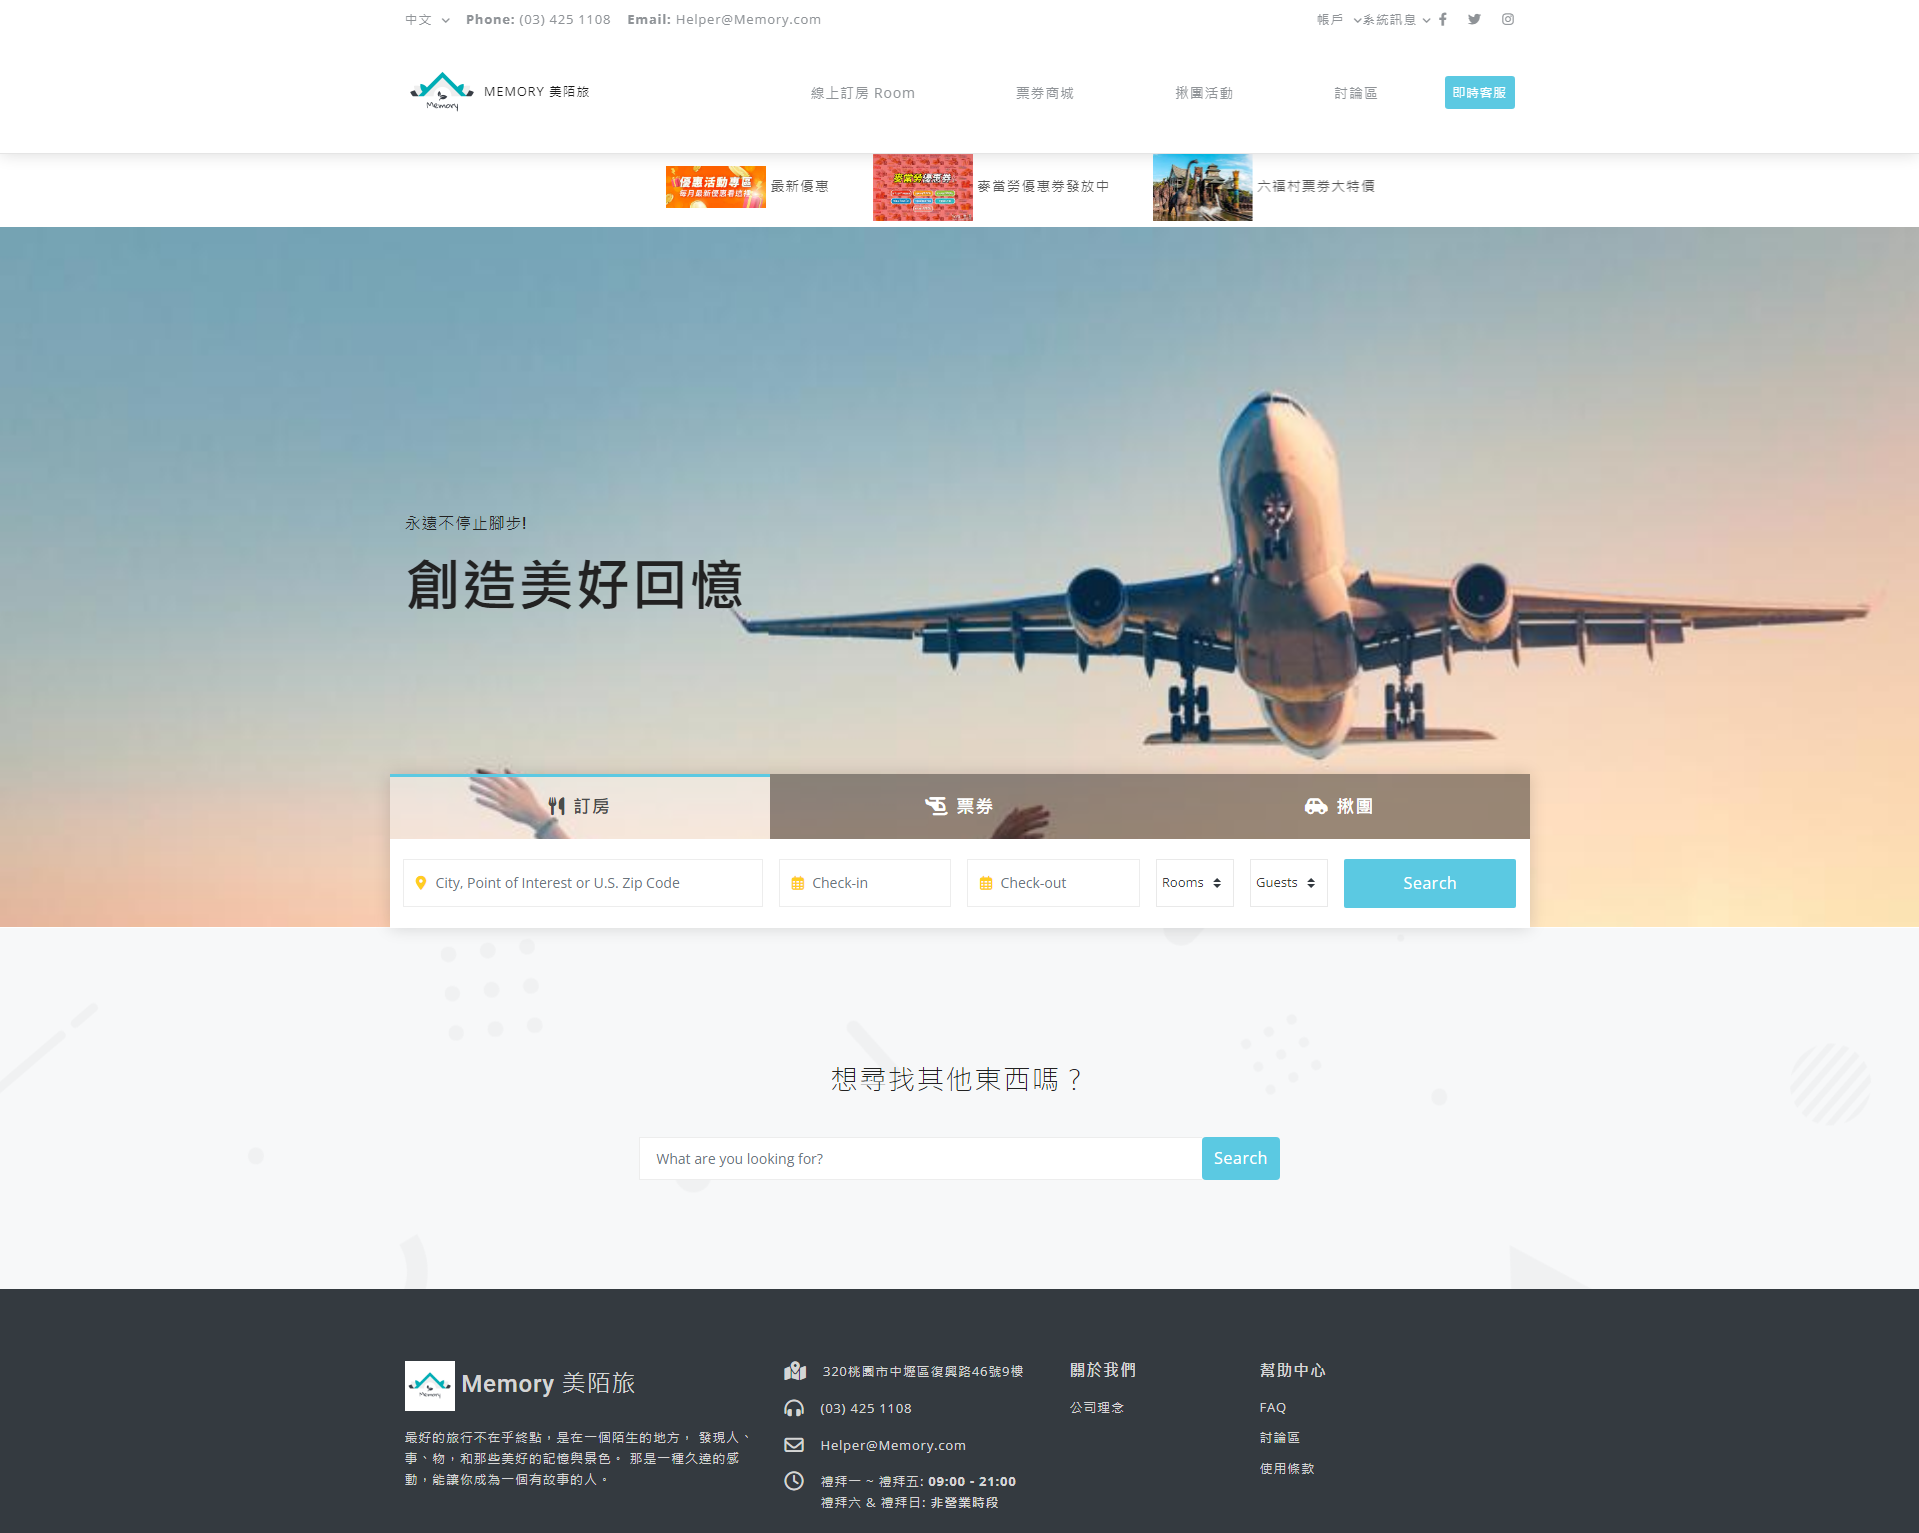 中文 Phone: (03) 425 1108 Email: Helper@Memory.com 帳戶 系統訊息
Memory MEMORY 美陌旅 線上訂房 Room 票券商城 揪團活動 討論區 即時客服
優惠活動專區
每月最新優惠看這裡
最新優惠
麥當勞優惠券
麥當勞優惠券發放中
六福村票券大特價
永遠不停止腳步!
創造美好回憶
訂房 票券 揪團
City, Point of Interest or U.S. Zip Code Check-in Check-out Rooms Guests Search
想尋找其他東西嗎？
What are you looking for? Search
Memory Memory 美陌旅
最好的旅行不在乎終點，是在一個陌生的地方， 發現人、
事、物，和那些美好的記憶與景色。 那是一種久違的感
動，能讓你成為一個有故事的人。
320桃園市中壢區復興路46號9樓
(03) 425 1108
Helper@Memory.com
禮拜一 ~ 禮拜五: 09:00 - 21:00
禮拜六 & 禮拜日: 非營業時段
關於我們
公司理念
幫助中心
FAQ
討論區
使用條款